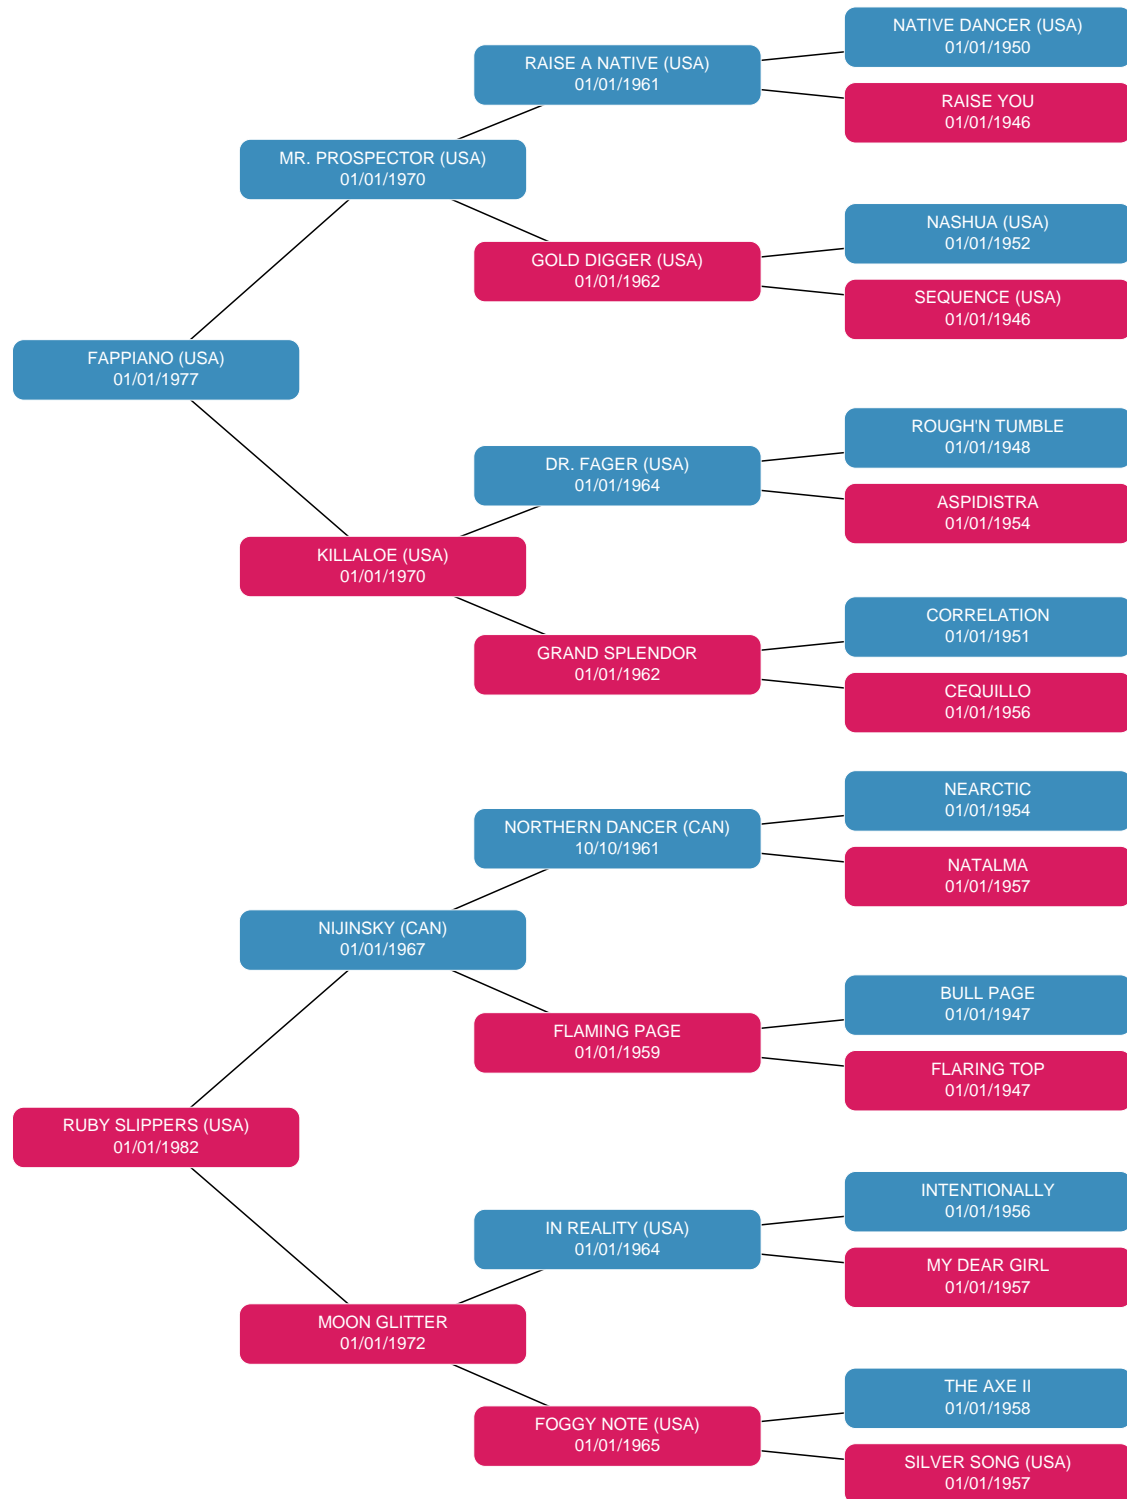 NATIVE DANCER (USA)
01/01/1950
RAISE A NATIVE (USA)
01/01/1961
RAISE YOU
01/01/1946
MR. PROSPECTOR (USA)
01/01/1970
NASHUA (USA)
01/01/1952
GOLD DIGGER (USA)
01/01/1962
SEQUENCE (USA)
01/01/1946
FAPPIANO (USA)
01/01/1977
ROUGH'N TUMBLE
01/01/1948
DR. FAGER (USA)
01/01/1964
ASPIDISTRA
01/01/1954
KILLALOE (USA)
01/01/1970
CORRELATION
01/01/1951
GRAND SPLENDOR
01/01/1962
CEQUILLO
01/01/1956
NEARCTIC
01/01/1954
NORTHERN DANCER (CAN)
10/10/1961
NATALMA
01/01/1957
NIJINSKY (CAN)
01/01/1967
BULL PAGE
01/01/1947
FLAMING PAGE
01/01/1959
FLARING TOP
01/01/1947
RUBY SLIPPERS (USA)
01/01/1982
INTENTIONALLY
01/01/1956
IN REALITY (USA)
01/01/1964
MY DEAR GIRL
01/01/1957
MOON GLITTER
01/01/1972
THE AXE II
01/01/1958
FOGGY NOTE (USA)
01/01/1965
SILVER SONG (USA)
01/01/1957